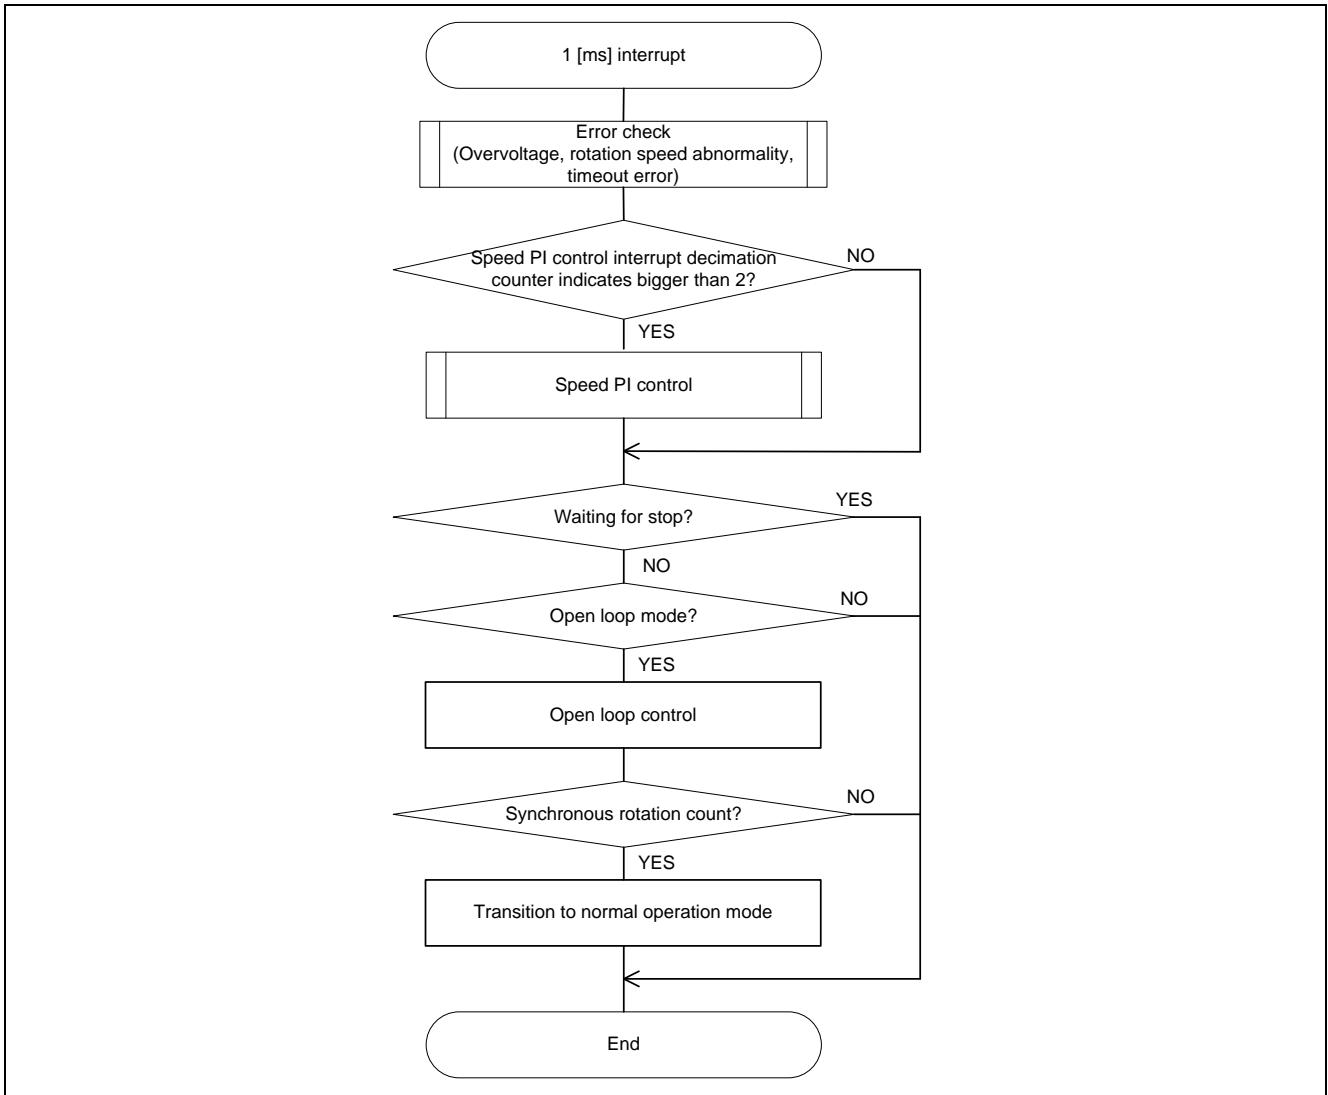 1 [ms] interrupt
Error check
(Overvoltage, rotation speed abnormality,
timeout error)
Speed PI control interrupt decimation
counter indicates bigger than 2?
NO
YES
Speed PI control
Waiting for stop?
YES
NO
Open loop mode?
NO
YES
Open loop control
Synchronous rotation count?
NO
YES
Transition to normal operation mode
End